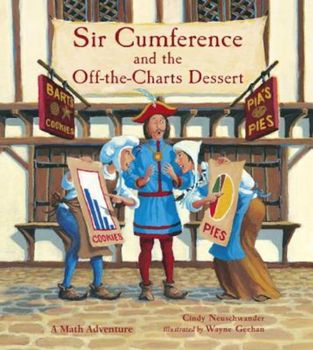 Sir Cumference
and the
Off-the-Charts Dessert
BART'S
COOKIES
PIA'S
PIES
COOKIES
PIES
Cindy Neuschwander
A Math Adventure
Illustrated by Wayne Geehan